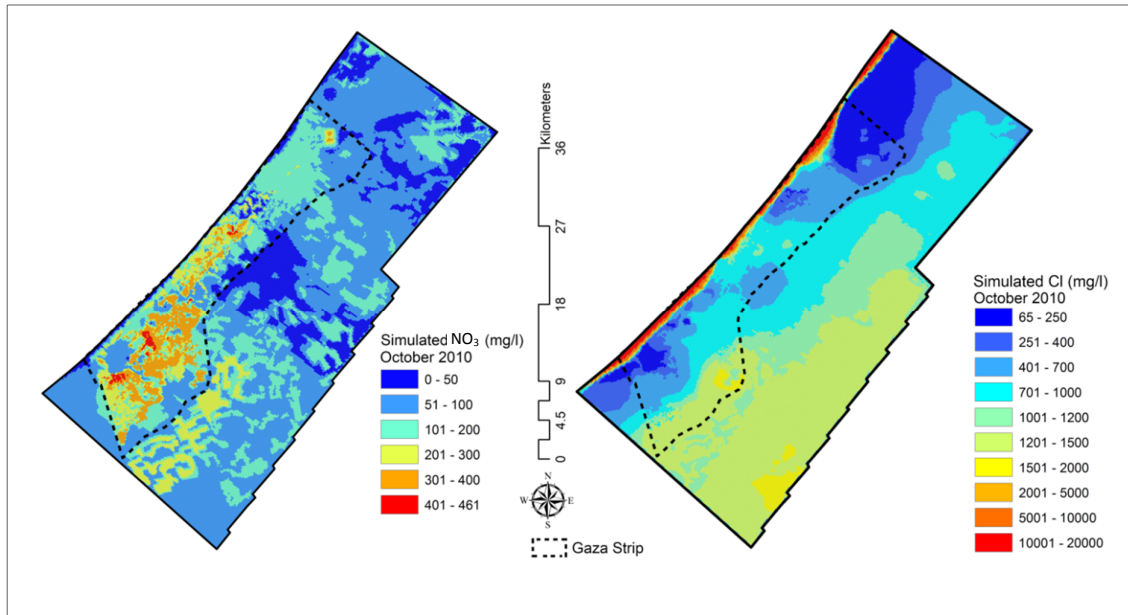 Kilometers
36
27
18
9
4.5
0
Simulated NO₃ (mg/l)
October 2010
0 - 50
51 - 100
101 - 200
201 - 300
301 - 400
401 - 461
N
W E
S
Gaza Strip
Simulated Cl (mg/l)
October 2010
65 - 250
251 - 400
401 - 700
701 - 1000
1001 - 1200
1201 - 1500
1501 - 2000
2001 - 5000
5001 - 10000
10001 - 20000